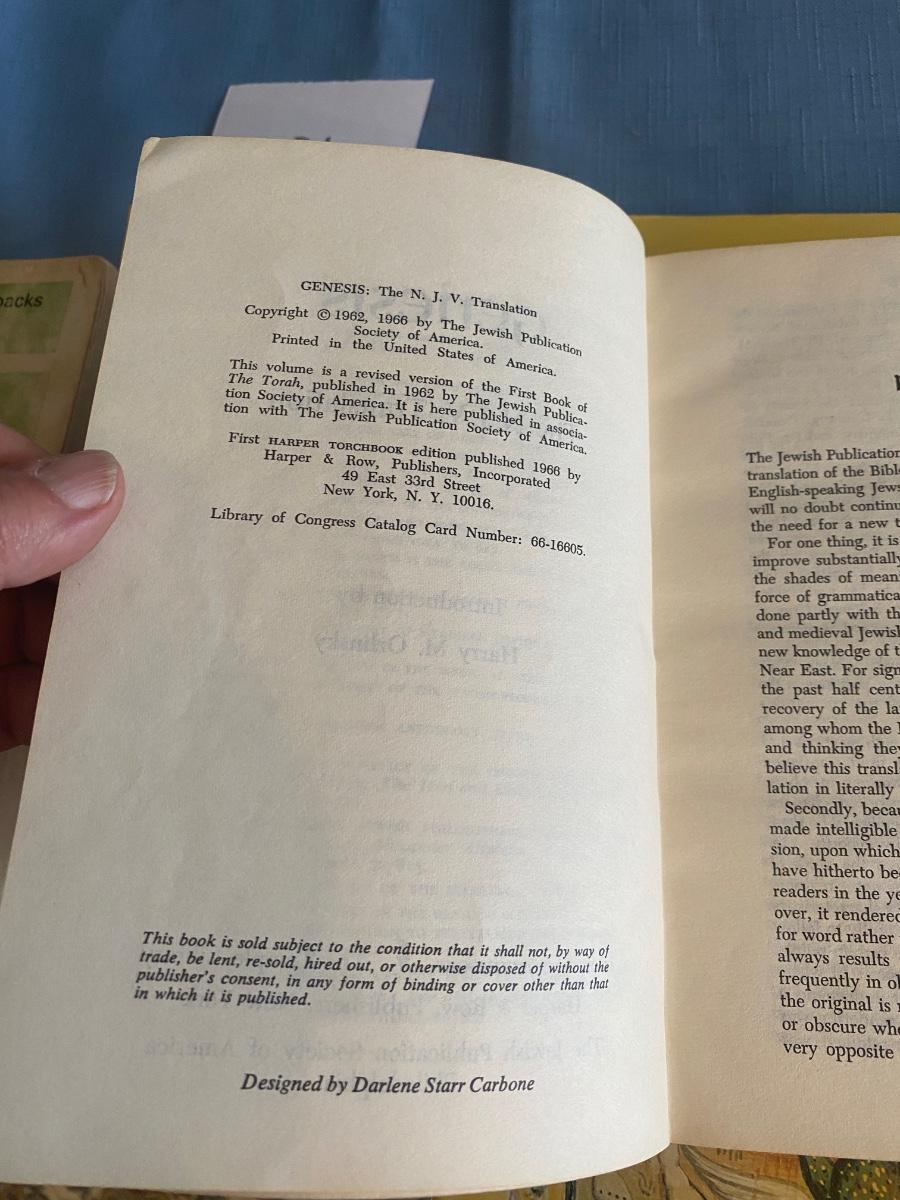 acks
GENESIS: The N. J. V. Translation
Copyright © 1962, 1966 by The Jewish Publication
Society of America.
Printed in the United States of America.
This volume is a revised version of the First Book of
The Torah, published in 1962 by The Jewish Publica-
tion Society of America. It is here published in associa-
tion with The Jewish Publication Society of America.
First HARPER TORCHBOOK edition published 1966 by
Harper & Row, Publishers, Incorporated
49 East 33rd Street
New York, N. Y. 10016.
Library of Congress Catalog Card Number: 66-16605.
Introduction by
Harry M. Orlinsky
This book is sold subject to the condition that it shall not, by way of
trade, be lent, re-sold, hired out, or otherwise disposed of without the
publisher's consent, in any form of binding or cover other than that
in which it is published.
Designed by Darlene Starr Carbone
The Jewish Publication
translation of the Bibl
English-speaking Jews
will no doubt continu
the need for a new t
For one thing, it is
improve substantially
the shades of mean
force of grammatica
done partly with th
and medieval Jewish
new knowledge of t
Near East. For sign
the past half cent
recovery of the la
among whom the
and thinking they
believe this transl
lation in literally
Secondly, becau
made intelligible
sion, upon which
have hitherto be
readers in the ye
over, it rendered
for word rather
always results
frequently in ol
the original is
or obscure whe
very opposite